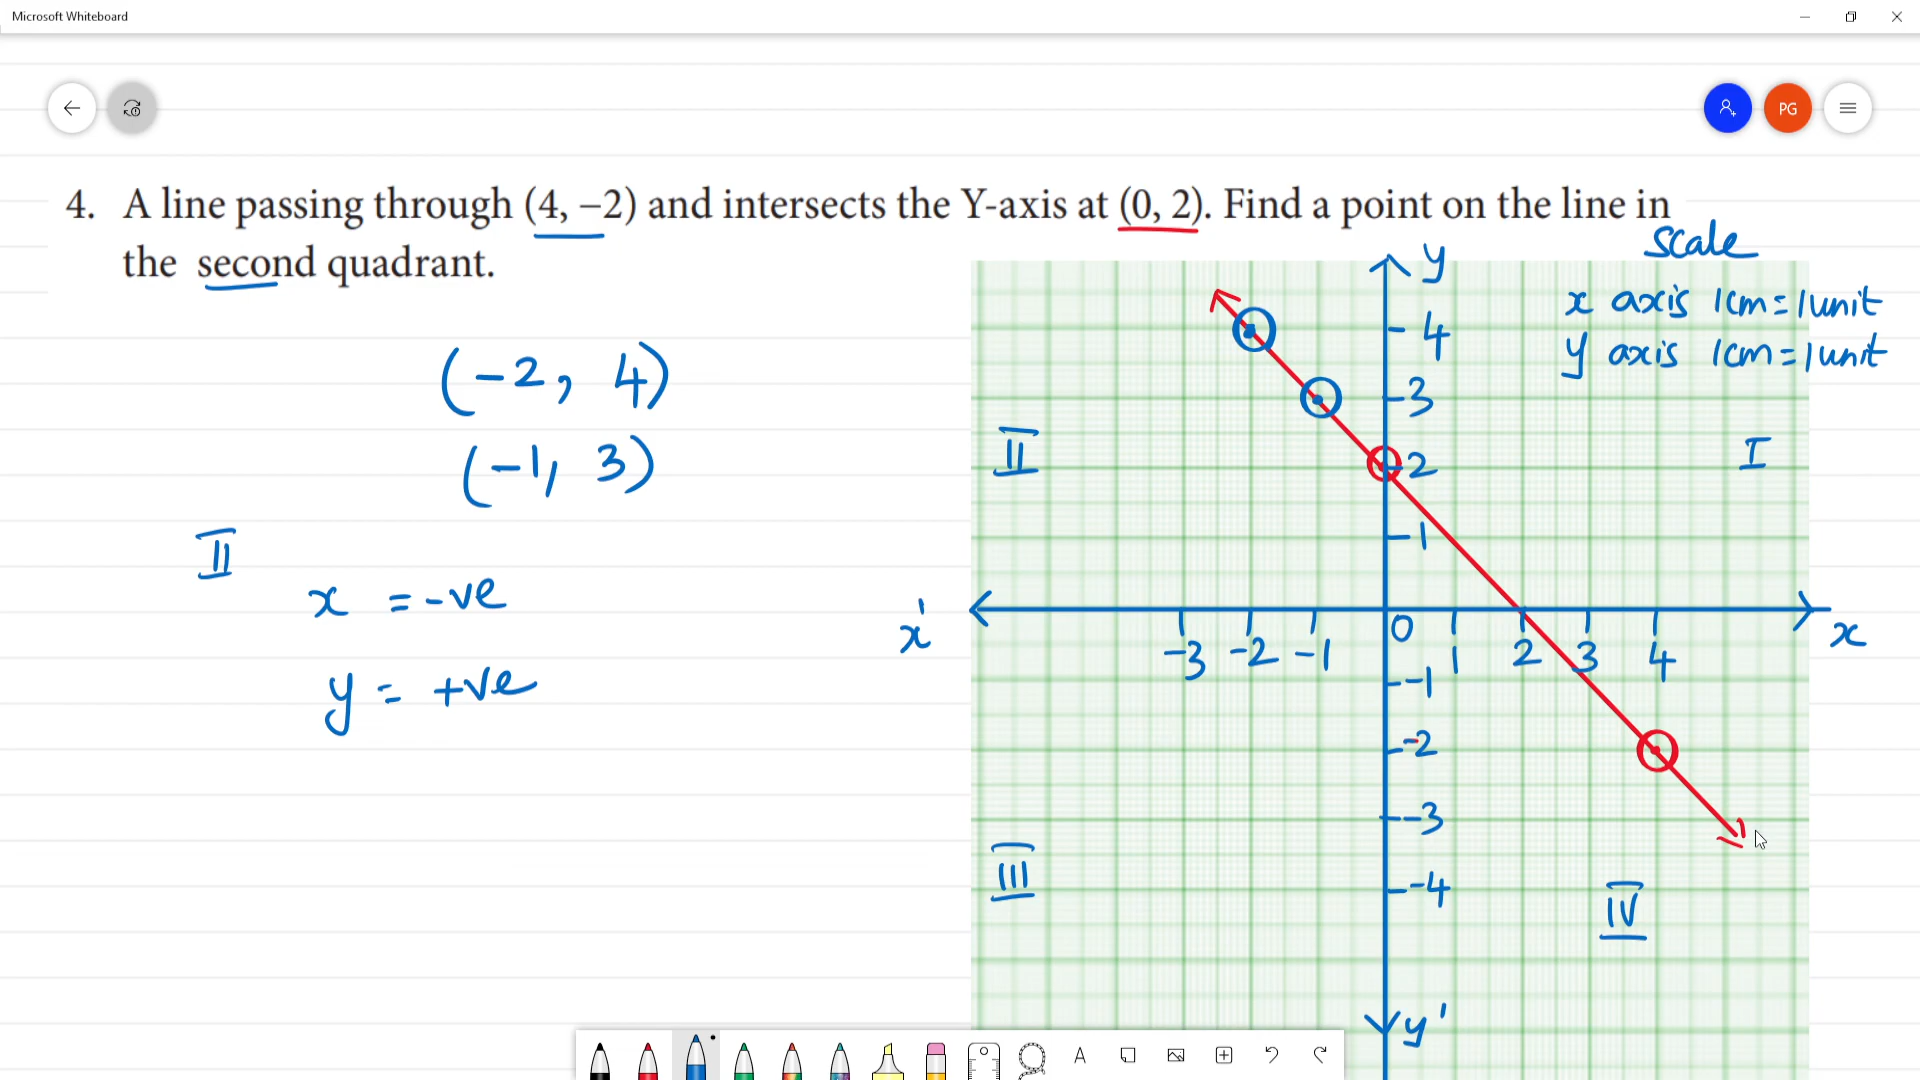 Microsoft Whiteboard
PG
4. A line passing through (4, −2) and intersects the Y-axis at (0, 2). Find a point on the line in
the second quadrant.
scale
x axis 1cm = 1unit
y axis 1cm = 1unit
(-2, 4)
(-1, 3)
II
x = -ve
y = +ve
y
4
3
2
1
II
I
x'
-3 -2 -1 0 1 2 3 4
x
-1
-2
-3
-4
III
IV
y'
A